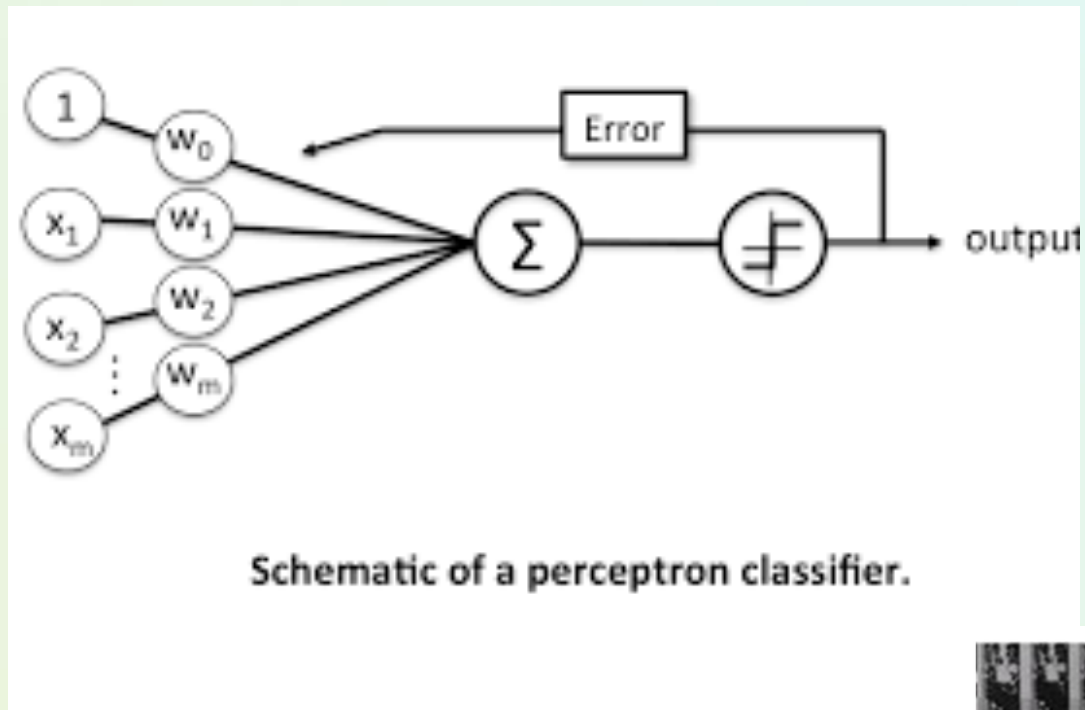 1
w₀
Error
x₁
w₁
Σ
output
w₂
x₂
wₘ
⋮
xₘ
Schematic of a perceptron classifier.